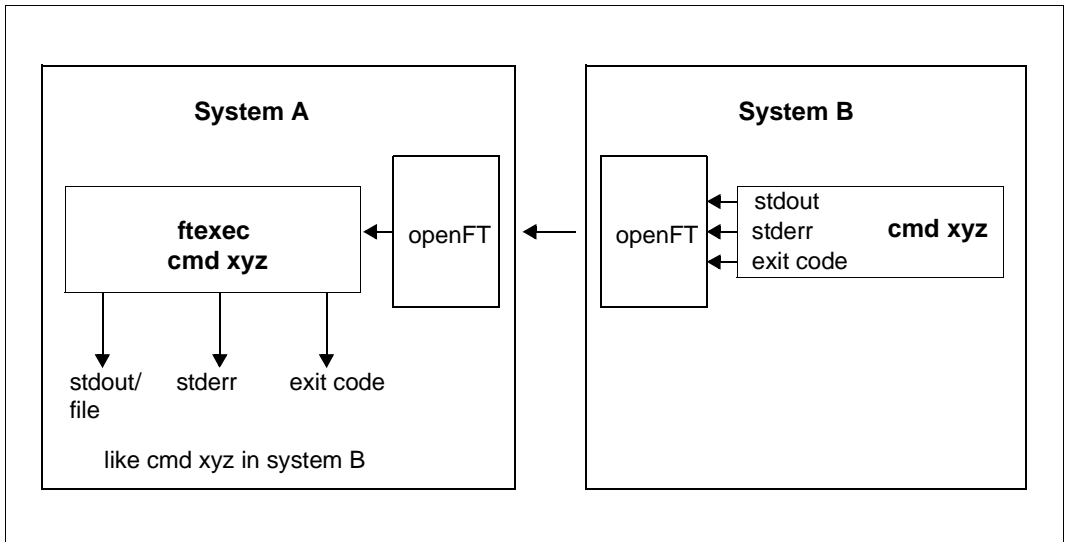 System A
ftexec
cmd xyz
openFT
stdout/
file
stderr
exit code
like cmd xyz in system B
System B
openFT
stdout
stderr
exit code
cmd xyz